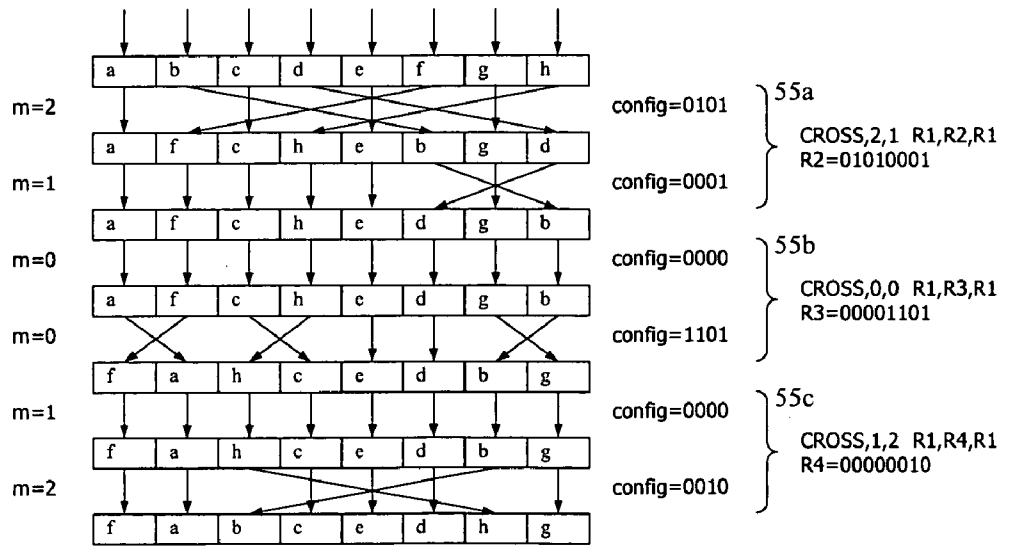 a b c d e f g h
m=2 config=0101
55a
CROSS,2,1 R1,R2,R1
R2=01010001
a f c h e b g d
m=1 config=0001
a f c h e d g b
m=0 config=0000
55b
CROSS,0,0 R1,R3,R1
R3=00001101
a f c h e d g b
m=0 config=1101
f a h c e d b g
m=1 config=0000
55c
CROSS,1,2 R1,R4,R1
R4=00000010
f a h c e d b g
m=2 config=0010
f a b c e d h g